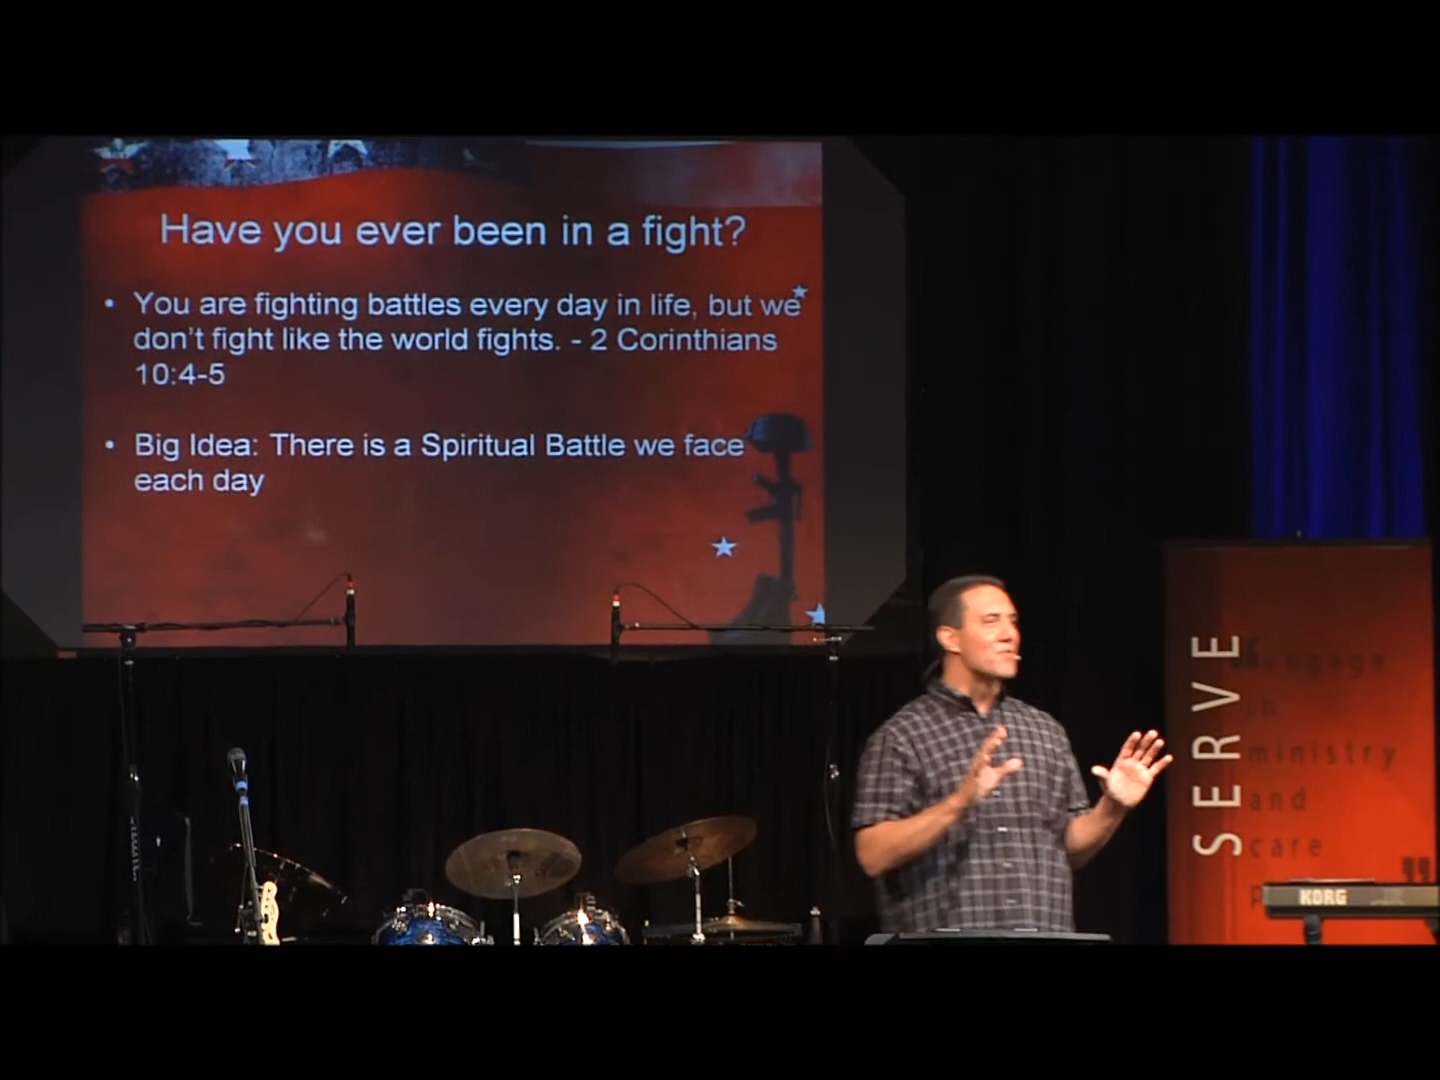 Have you ever been in a fight?
• You are fighting battles every day in life, but we
don't fight like the world fights. - 2 Corinthians
10:4-5
• Big Idea: There is a Spiritual Battle we face
each day
SERVE
engage
in
ministry
and
care
KORG